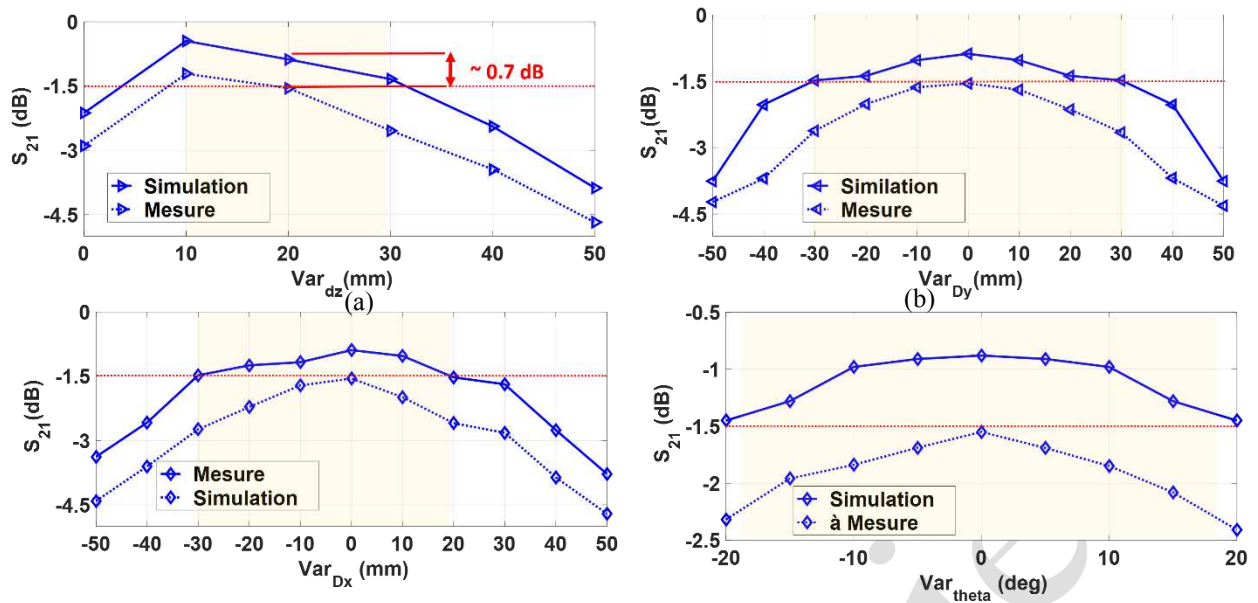 0
-1.5
-3
-4.5
S21 (dB)
~ 0.7 dB
Simulation
Mesure
0 10 20 30 40 50
Vardz(mm)
(a)
0
-1.5
-3
-4.5
S21 (dB)
Similation
Mesure
-50 -40 -30 -20 -10 0 10 20 30 40 50
VarDy(mm)
(b)
0
-1.5
-3
-4.5
S21 (dB)
Mesure
Simulation
-50 -40 -30 -20 -10 0 10 20 30 40 50
VarDx (mm)
-0.5
-1
-1.5
-2
-2.5
S21 (dB)
Simulation
à Mesure
-20 -10 0 10 20
Vartheta (deg)